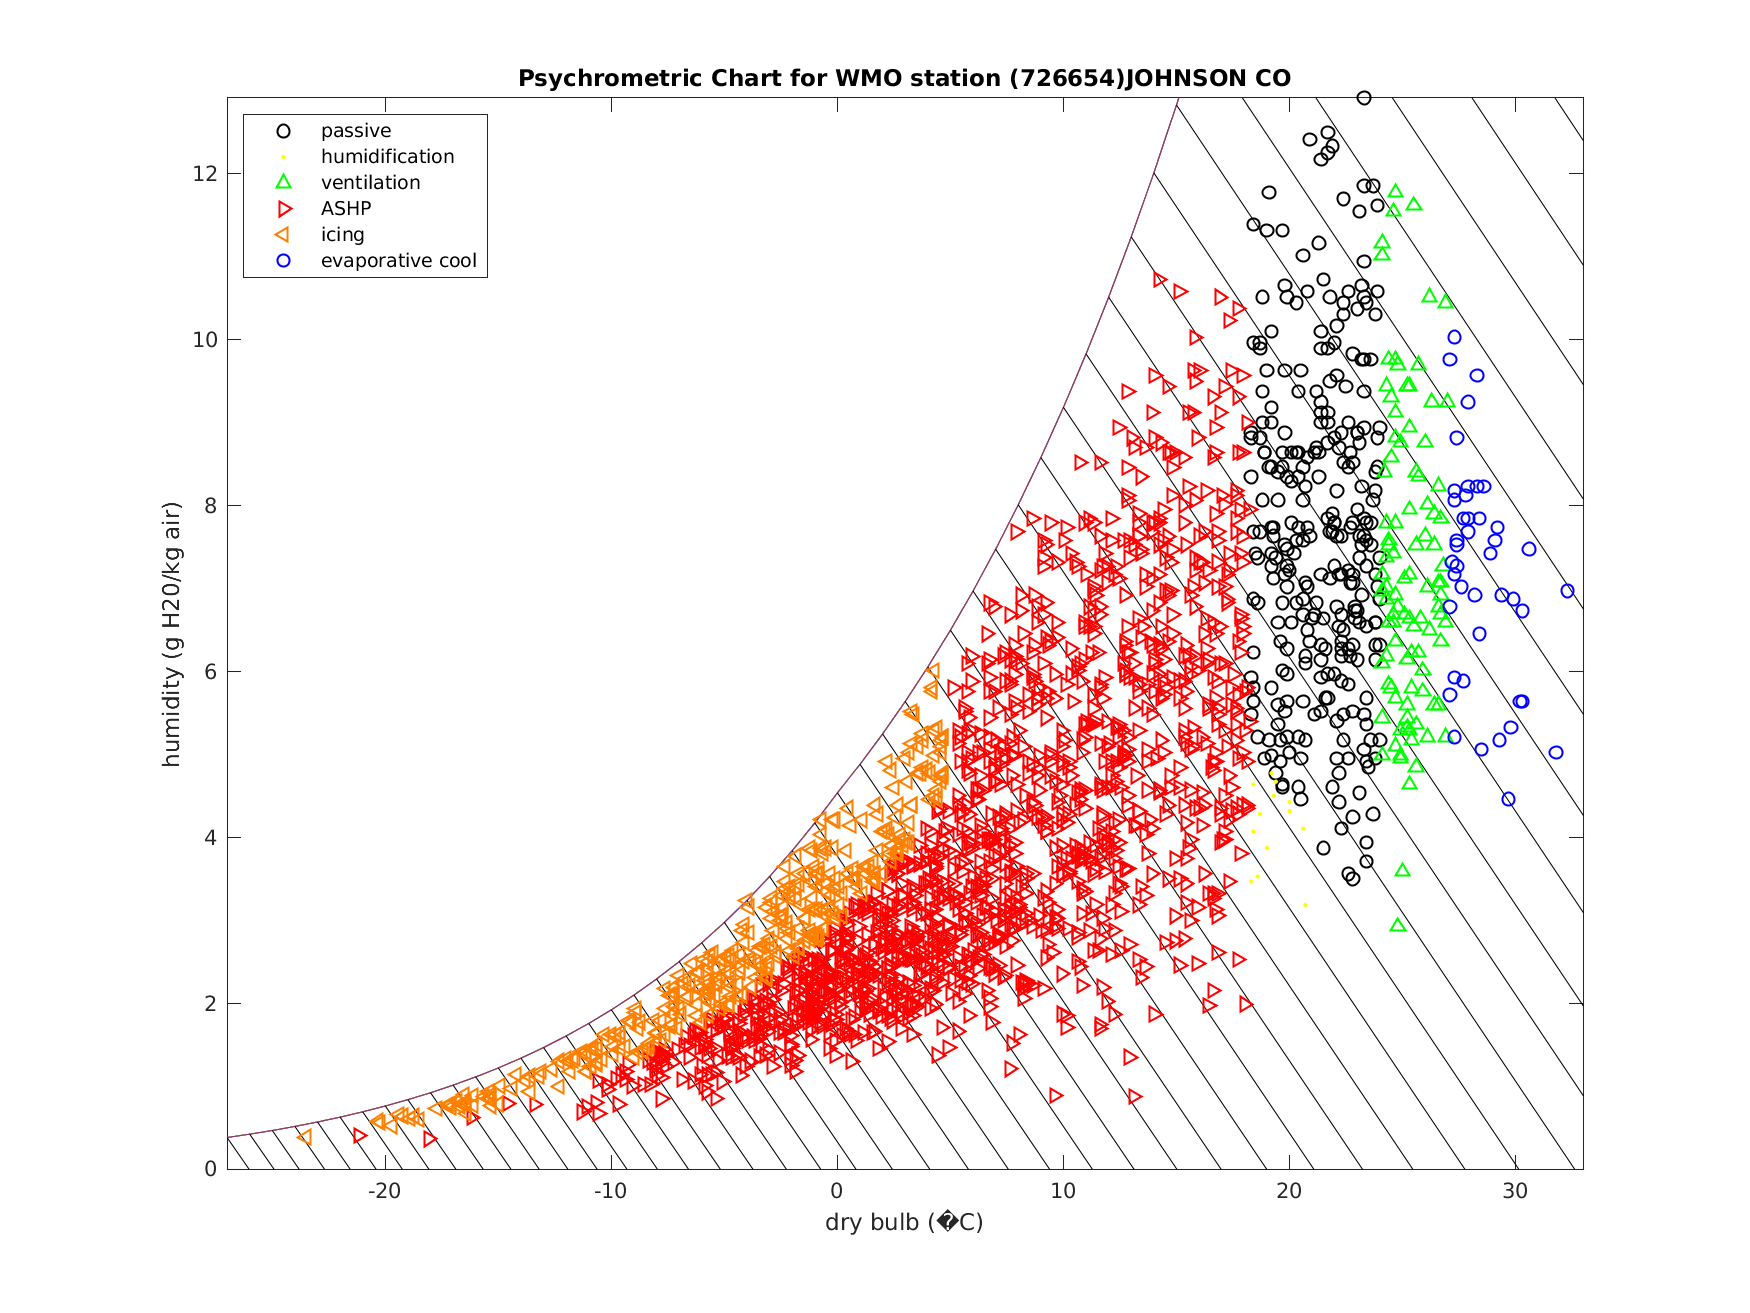 Psychrometric Chart for WMO station (726654)JOHNSON CO
passive
humidification
ventilation
ASHP
icing
evaporative cool
humidity (g H20/kg air)
12
10
8
6
4
2
0
-20 -10 0 10 20 30
dry bulb (�C)